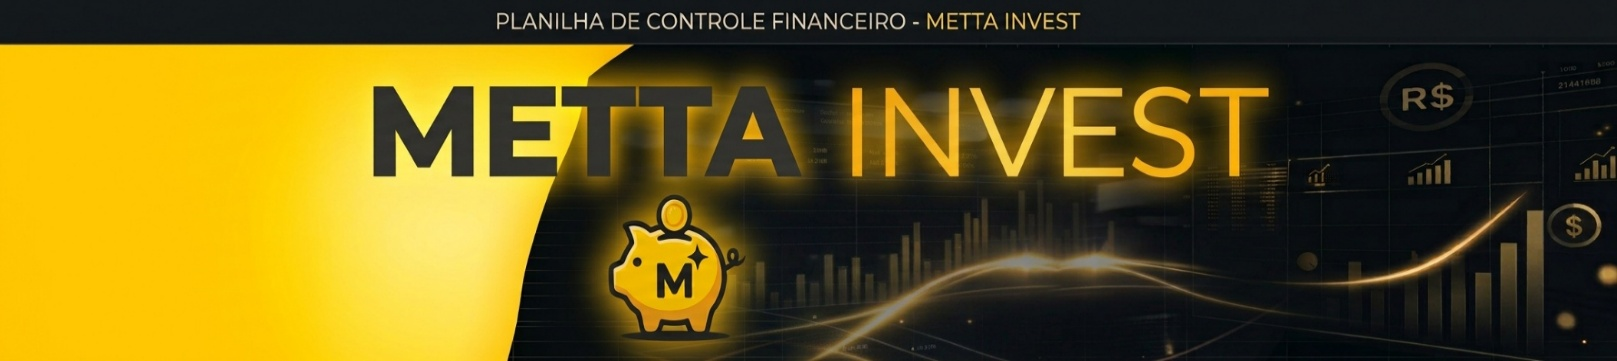 PLANILHA DE CONTROLE FINANCEIRO - METTA INVEST
METTA INVEST
R$
$
M